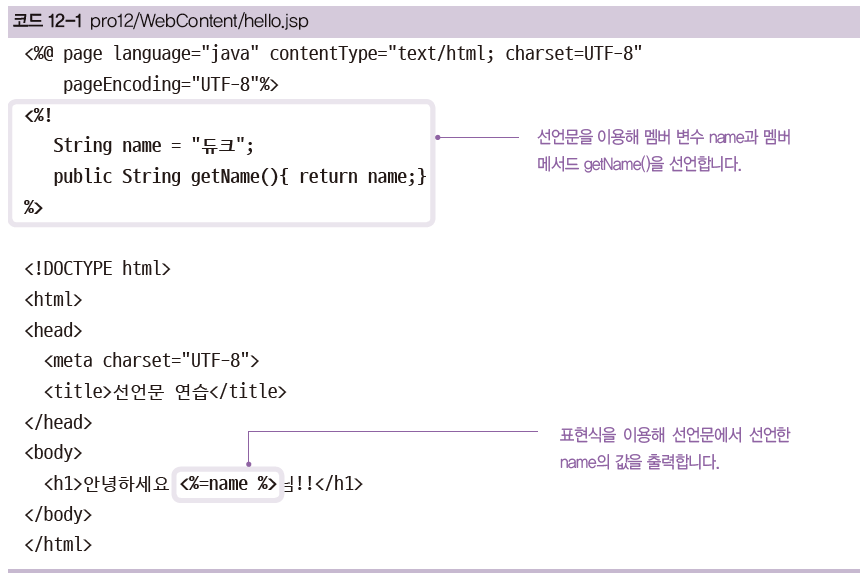 코드 12-1 pro12/WebContent/hello.jsp
<%@ page language="java" contentType="text/html; charset=UTF-8"
pageEncoding="UTF-8"%>
<%!
String name = "듀크";
public String getName(){ return name;}
%>
선언문을 이용해 멤버 변수 name과 멤버
메서드 getName()을 선언합니다.
<!DOCTYPE html>
<html>
<head>
<meta charset="UTF-8">
<title>선언문 연습</title>
</head>
<body>
<h1>안녕하세요 <%=name %>님!!</h1>
</body>
</html>
표현식을 이용해 선언문에서 선언한
name의 값을 출력합니다.